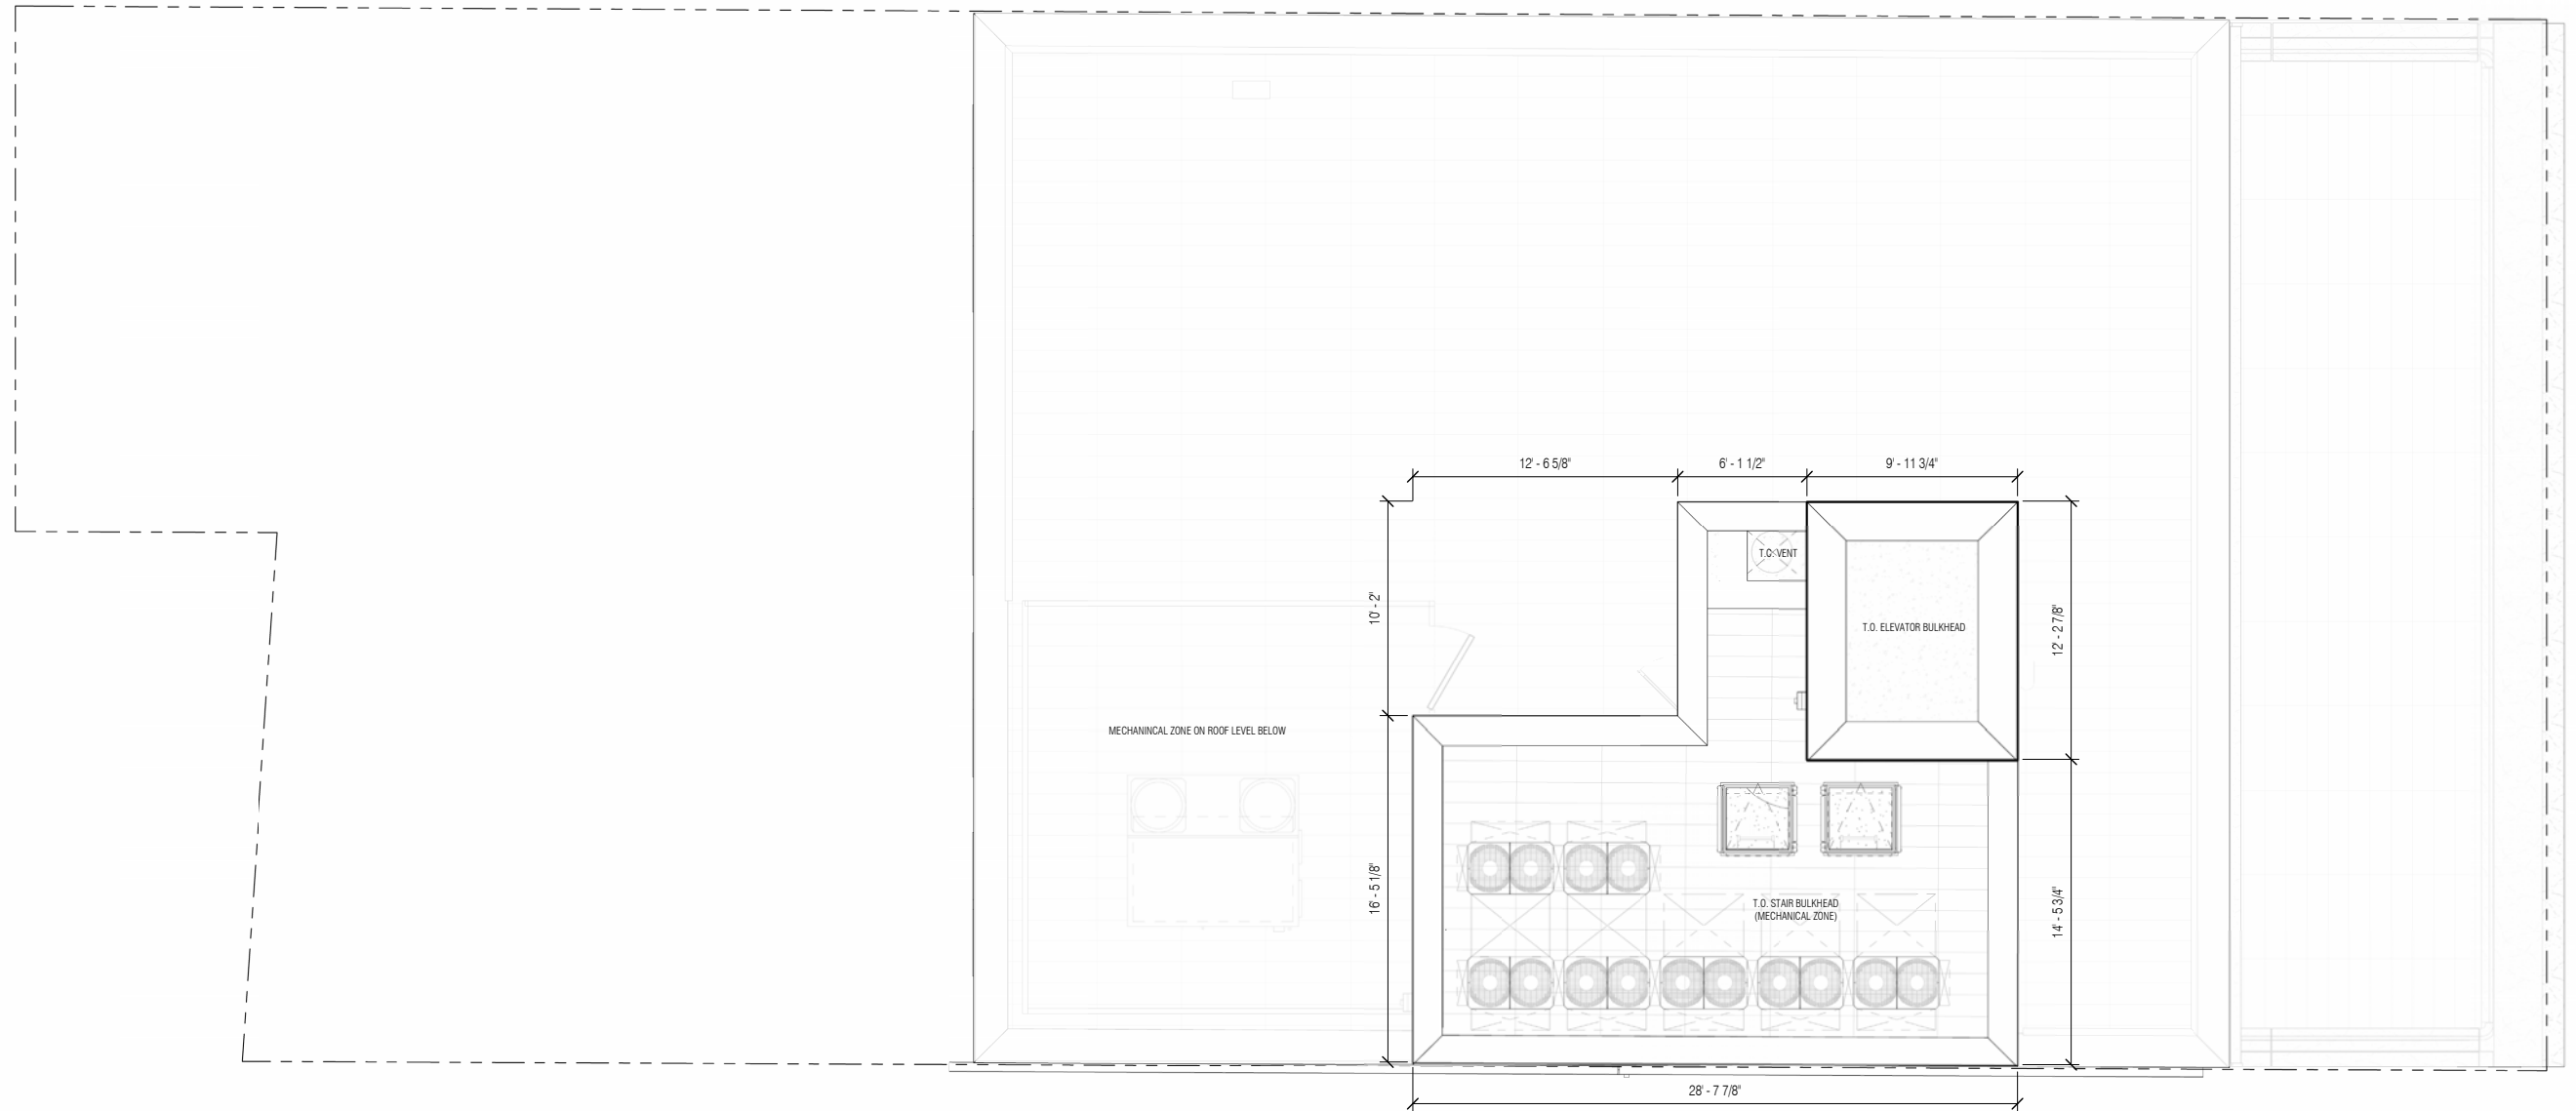 12' - 6 5/8"
6' - 1 1/2"
9' - 11 3/4"
T.O. VENT
10' - 2"
T.O. ELEVATOR BULKHEAD
12' - 2 7/8"
MECHANINCAL ZONE ON ROOF LEVEL BELOW
16' - 5 1/8"
T.O. STAIR BULKHEAD
(MECHANICAL ZONE)
14' - 5 3/4"
28' - 7 7/8"